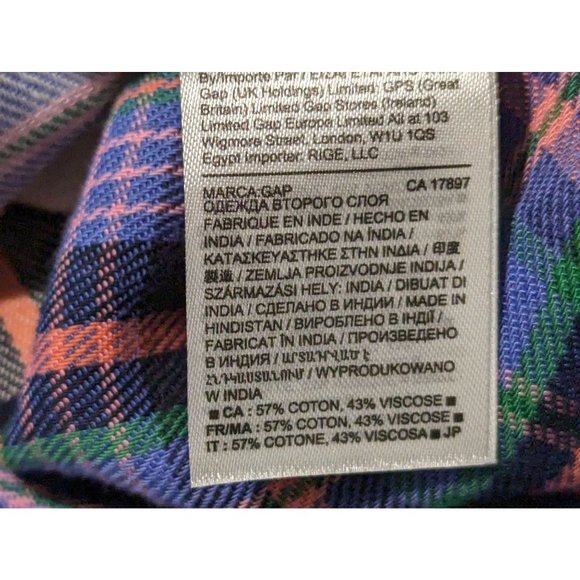 By/Importe Par /
Gap (UK Holdings) Limited: GPS (Great
Britain) Limited Gap Stores (Ireland)
Limited Gap Europe Limited All at 103
Wigmore Street, London, W1U 1QS
Egypt Importer: RIGE, LLC
MARCA:GAP CA 17897
ОДЕЖДА ВТОРОГО СЛОЯ
FABRIQUE EN INDE / HECHO EN
INDIA / FABRICADO NA ÍNDIA /
ΚΑΤΑΣΚΕΥΑΣΤΗΚΕ ΣΤΗΝ ΙΝΔΙΑ / 印度
製造 / ZEMLJA PROIZVODNJE INDIJA /
SZÁRMAZÁSI HELY: INDIA / DIBUAT DI
INDIA / СДЕЛАНО В ИНДИИ / MADE IN
HINDISTAN / ВИРОБЛЕНО В ІНДІЇ /
FABRICAT ÎN INDIA / ПРОИЗВЕДЕНО
В ИНДИЯ / ԱՐՏԱԴՐՎԱԾ Է
ՀՆԴԿԱՍՏԱՆՈՒՄ / WYPRODUKOWANO
W INDIA
■ CA : 57% COTON, 43% VISCOSE ■
FR/MA : 57% COTON, 43% VISCOSE ■
IT : 57% COTONE, 43% VISCOSA ■ JP